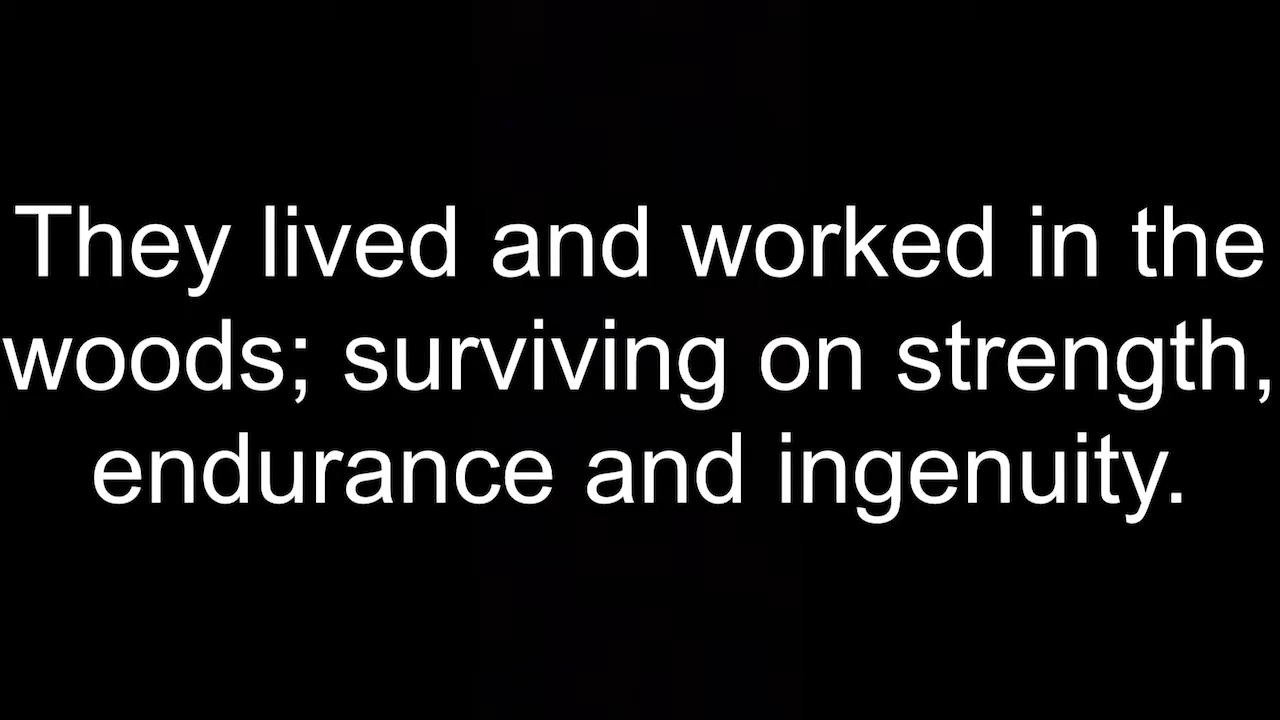 They lived and worked in the
woods; surviving on strength,
endurance and ingenuity.